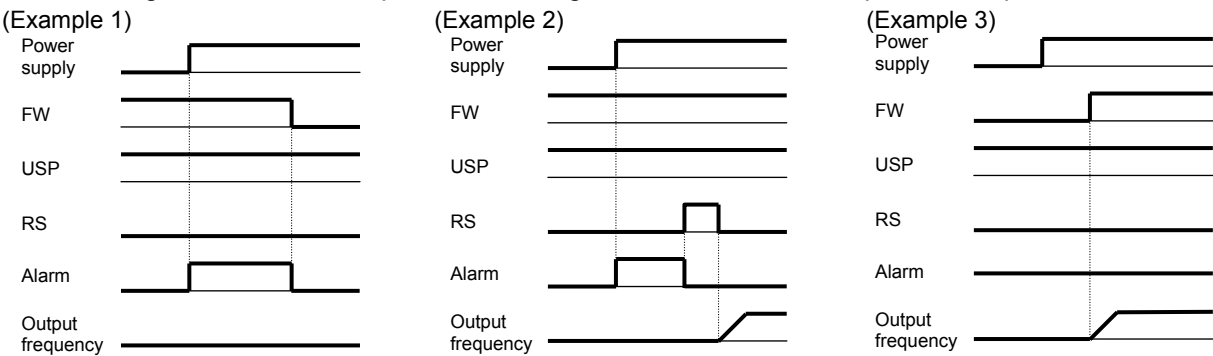 (Example 1)
Power
supply
FW
USP
RS
Alarm
Output
frequency
(Example 2)
Power
supply
FW
USP
RS
Alarm
Output
frequency
(Example 3)
Power
supply
FW
USP
RS
Alarm
Output
frequency